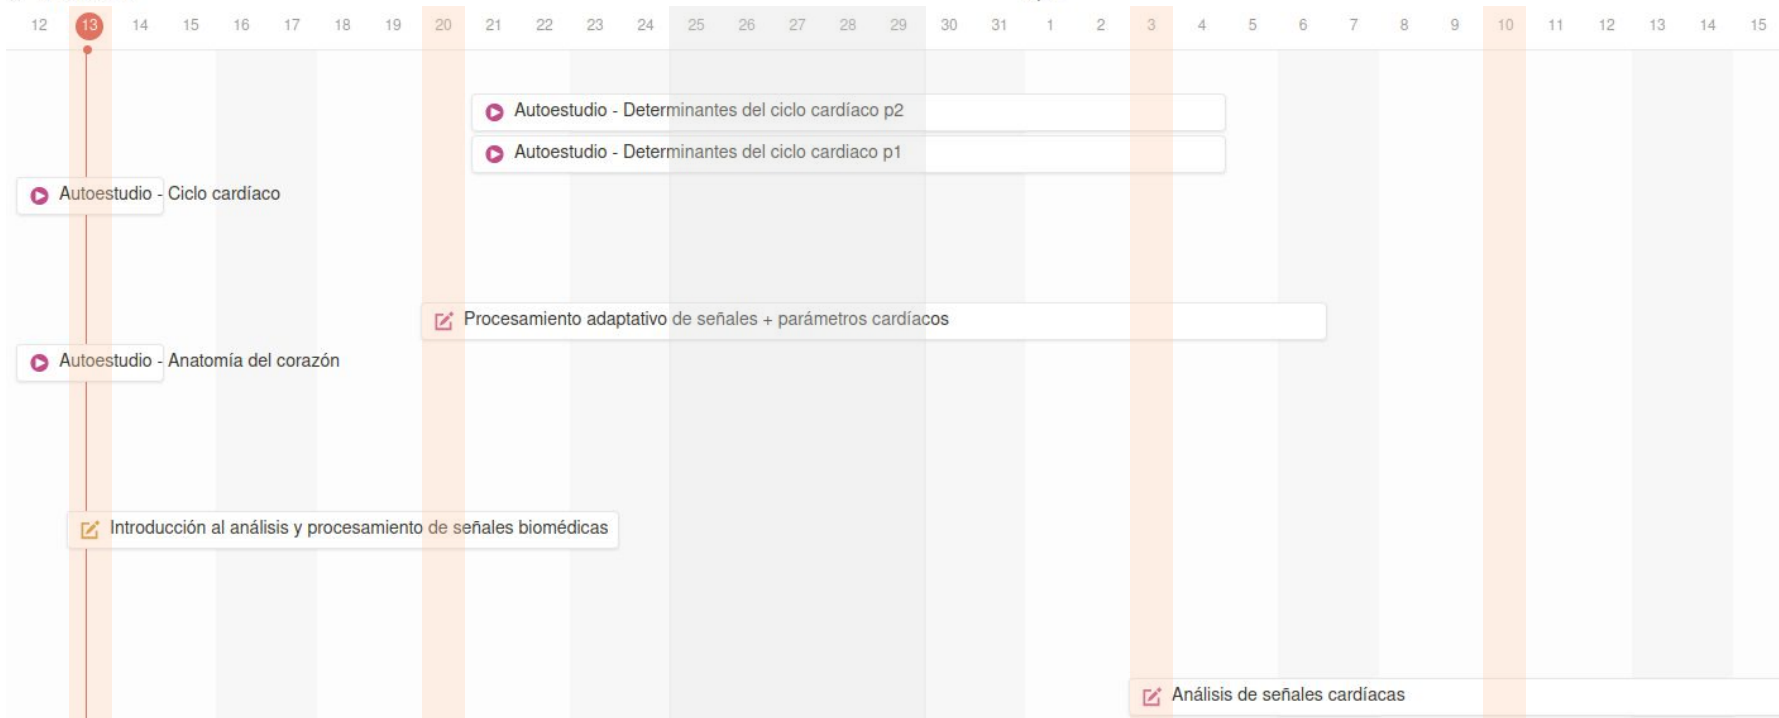 12 13 14 15 16 17 18 19 20 21 22 23 24 25 26 27 28 29 30 31 1 2 3 4 5 6 7 8 9 10 11 12 13 14 15
Autoestudio - Determinantes del ciclo cardíaco p2
Autoestudio - Determinantes del ciclo cardiaco p1
Autoestudio - Ciclo cardíaco
Procesamiento adaptativo de señales + parámetros cardíacos
Autoestudio - Anatomía del corazón
Introducción al análisis y procesamiento de señales biomédicas
Análisis de señales cardíacas